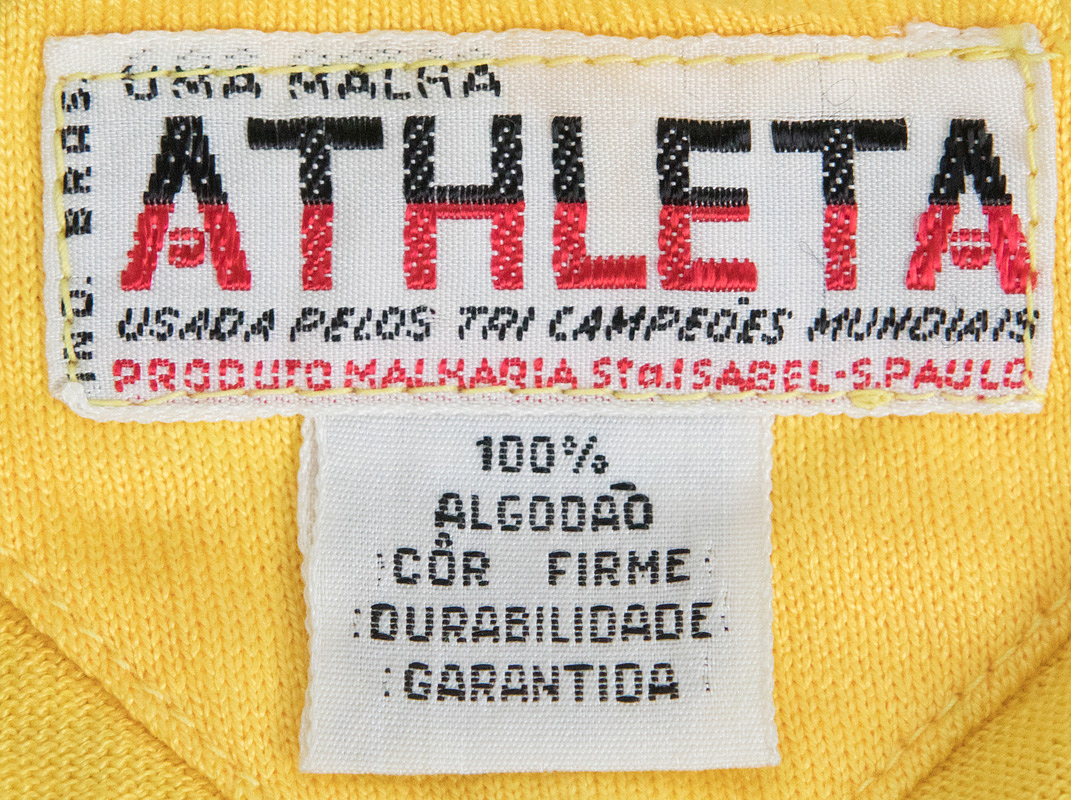 UMA MALHA
IND. BRAS
ATHLETA
USADA PELOS TRI CAMPEÕES MUNDIAIS
PRODUTO MALHARIA Sta.ISABEL-S.PAULO
100%
ALGODÃO
CÔR FIRME
DURABILIDADE
GARANTIDA